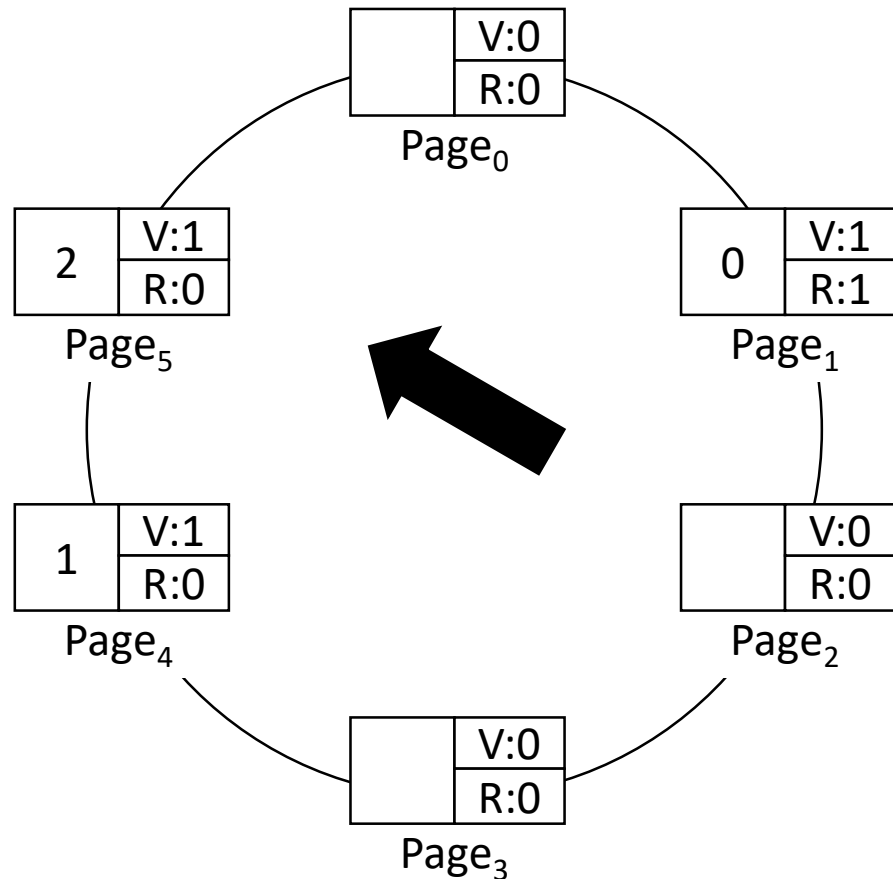 V:0
R:0
Page₀
2 V:1
R:0
Page₅
0 V:1
R:1
Page₁
1 V:1
R:0
Page₄
V:0
R:0
Page₂
V:0
R:0
Page₃